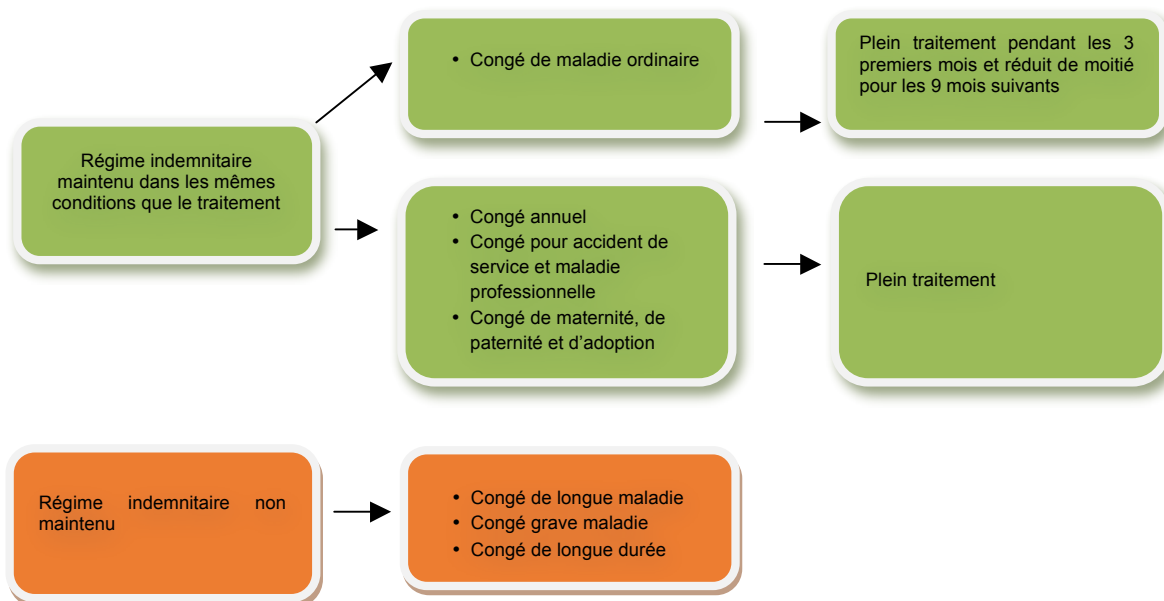 Régime indemnitaire
maintenu dans les mêmes
conditions que le traitement
• Congé de maladie ordinaire
Plein traitement pendant les 3
premiers mois et réduit de moitié
pour les 9 mois suivants
• Congé annuel
• Congé pour accident de
service et maladie
professionnelle
• Congé de maternité, de
paternité et d’adoption
Plein traitement
Régime indemnitaire non
maintenu
• Congé de longue maladie
• Congé grave maladie
• Congé de longue durée